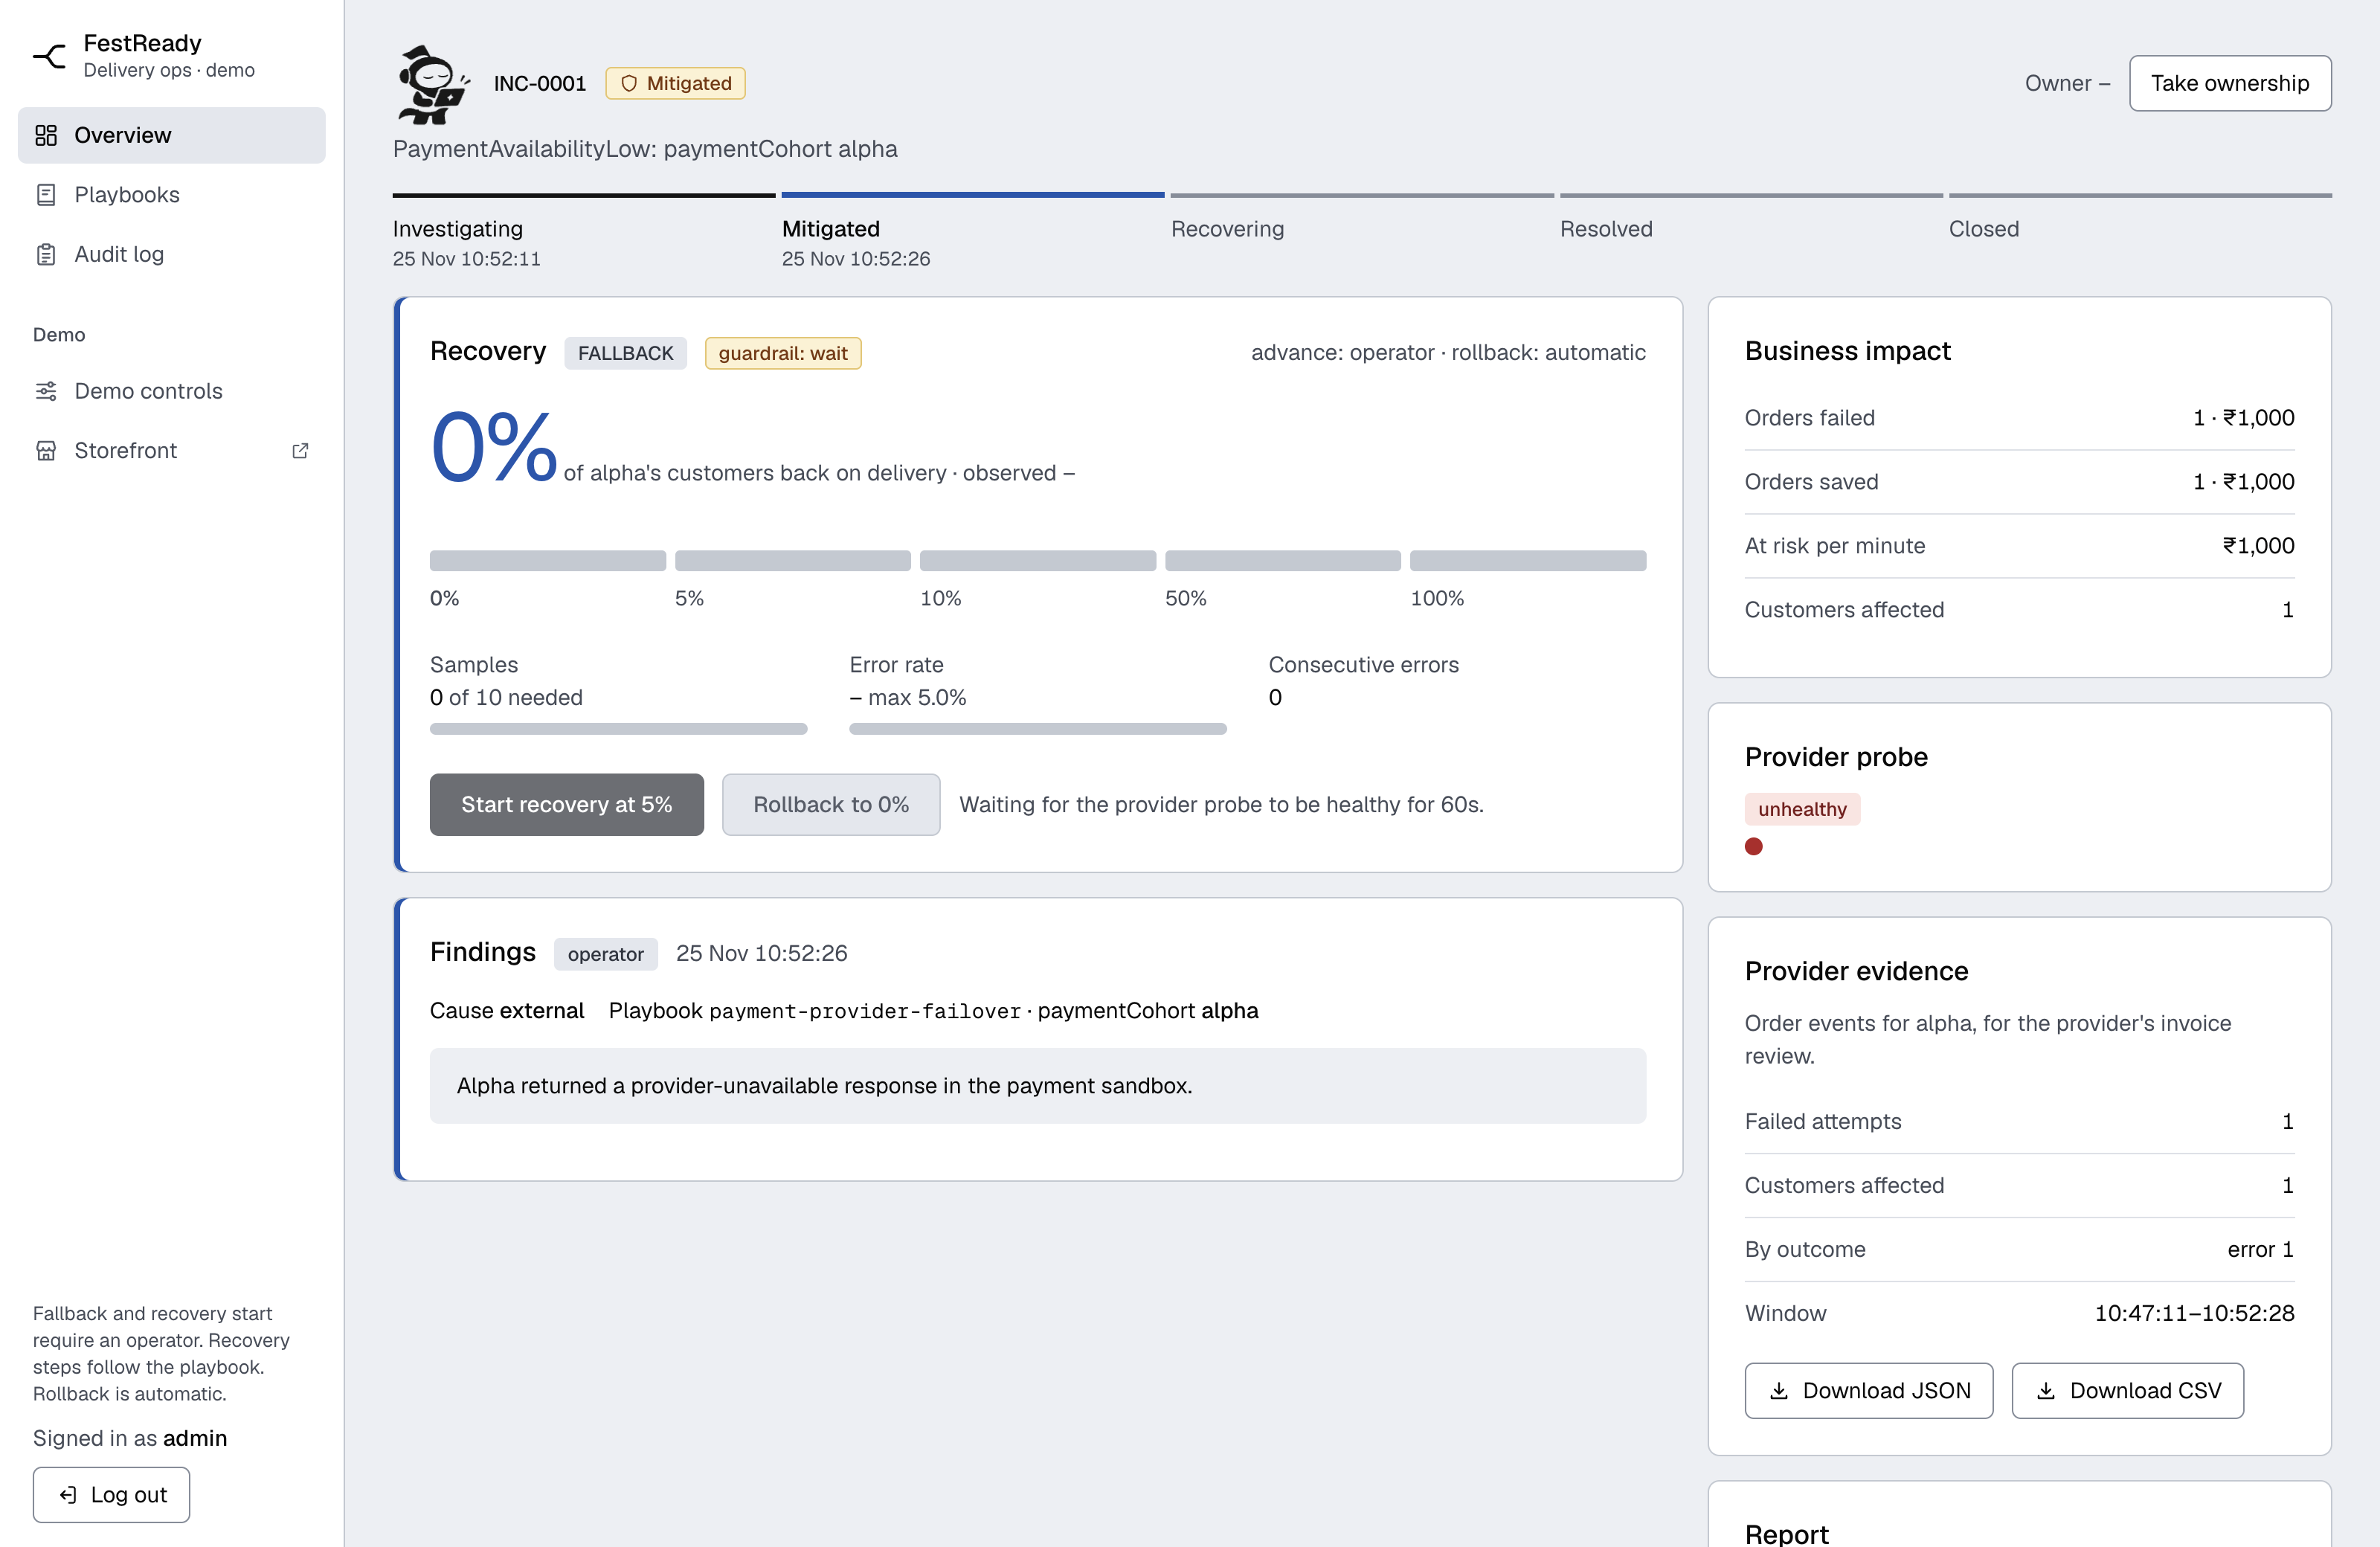 FestReady
Delivery ops · demo
Overview
Playbooks
Audit log
Demo
Demo controls
Storefront
Fallback and recovery start
require an operator. Recovery
steps follow the playbook.
Rollback is automatic.
Signed in as admin
Log out
INC-0001
Mitigated
Owner –
Take ownership
PaymentAvailabilityLow: paymentCohort alpha
Investigating
25 Nov 10:52:11
Mitigated
25 Nov 10:52:26
Recovering
Resolved
Closed
Recovery
FALLBACK
guardrail: wait
advance: operator · rollback: automatic
0% of alpha's customers back on delivery · observed –
0%
5%
10%
50%
100%
Samples
0 of 10 needed
Error rate
– max 5.0%
Consecutive errors
0
Start recovery at 5%
Rollback to 0%
Waiting for the provider probe to be healthy for 60s.
Findings
operator
25 Nov 10:52:26
Cause external Playbook payment-provider-failover · paymentCohort alpha
Alpha returned a provider-unavailable response in the payment sandbox.
Business impact
Orders failed 1 · ₹1,000
Orders saved 1 · ₹1,000
At risk per minute ₹1,000
Customers affected 1
Provider probe
unhealthy
Provider evidence
Order events for alpha, for the provider's invoice
review.
Failed attempts 1
Customers affected 1
By outcome error 1
Window 10:47:11–10:52:28
Download JSON
Download CSV
Report